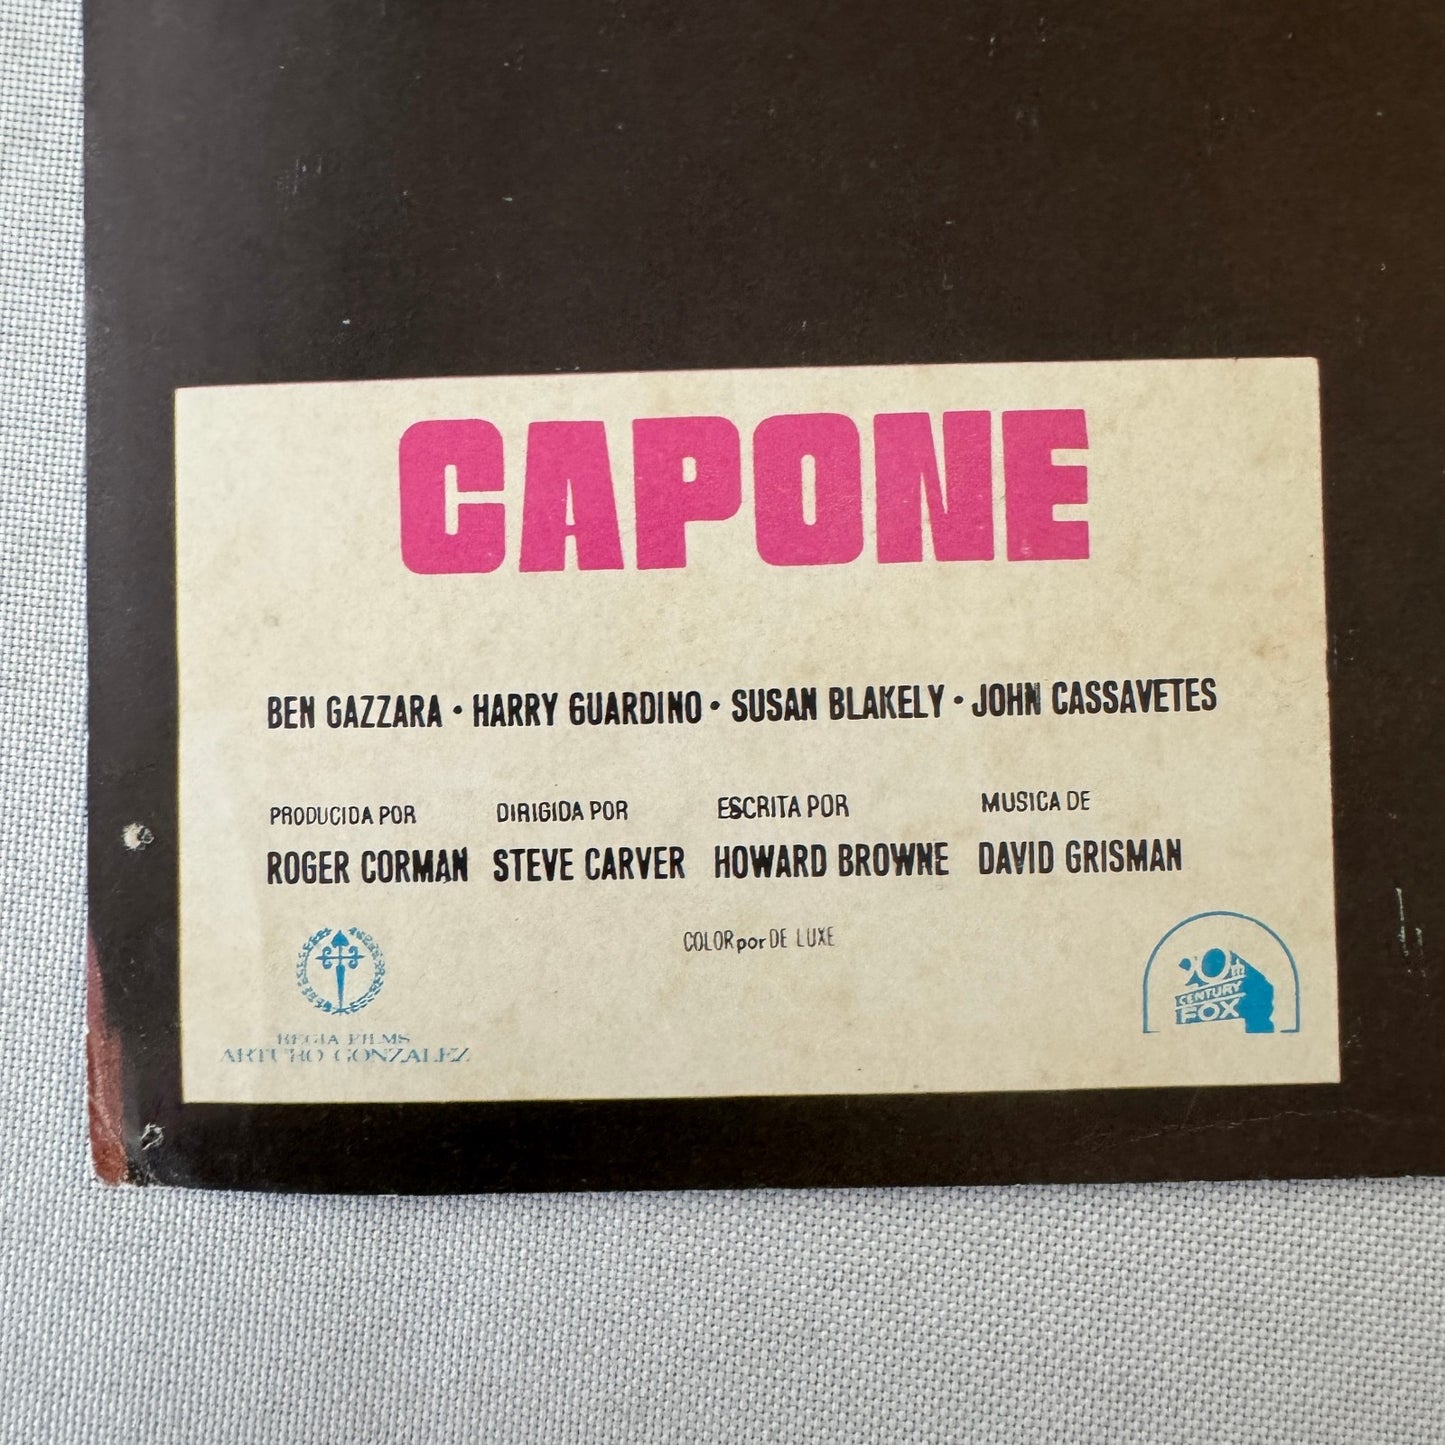 CAPONE
BEN GAZZARA · HARRY GUARDINO · SUSAN BLAKELY · JOHN CASSAVETES
PRODUCIDA POR DIRIGIDA POR ESCRITA POR MUSICA DE
ROGER CORMAN STEVE CARVER HOWARD BROWNE DAVID GRISMAN
COLOR por DE LUXE
REGIA FILMS
ARTURO GONZALEZ
20th
CENTURY
FOX